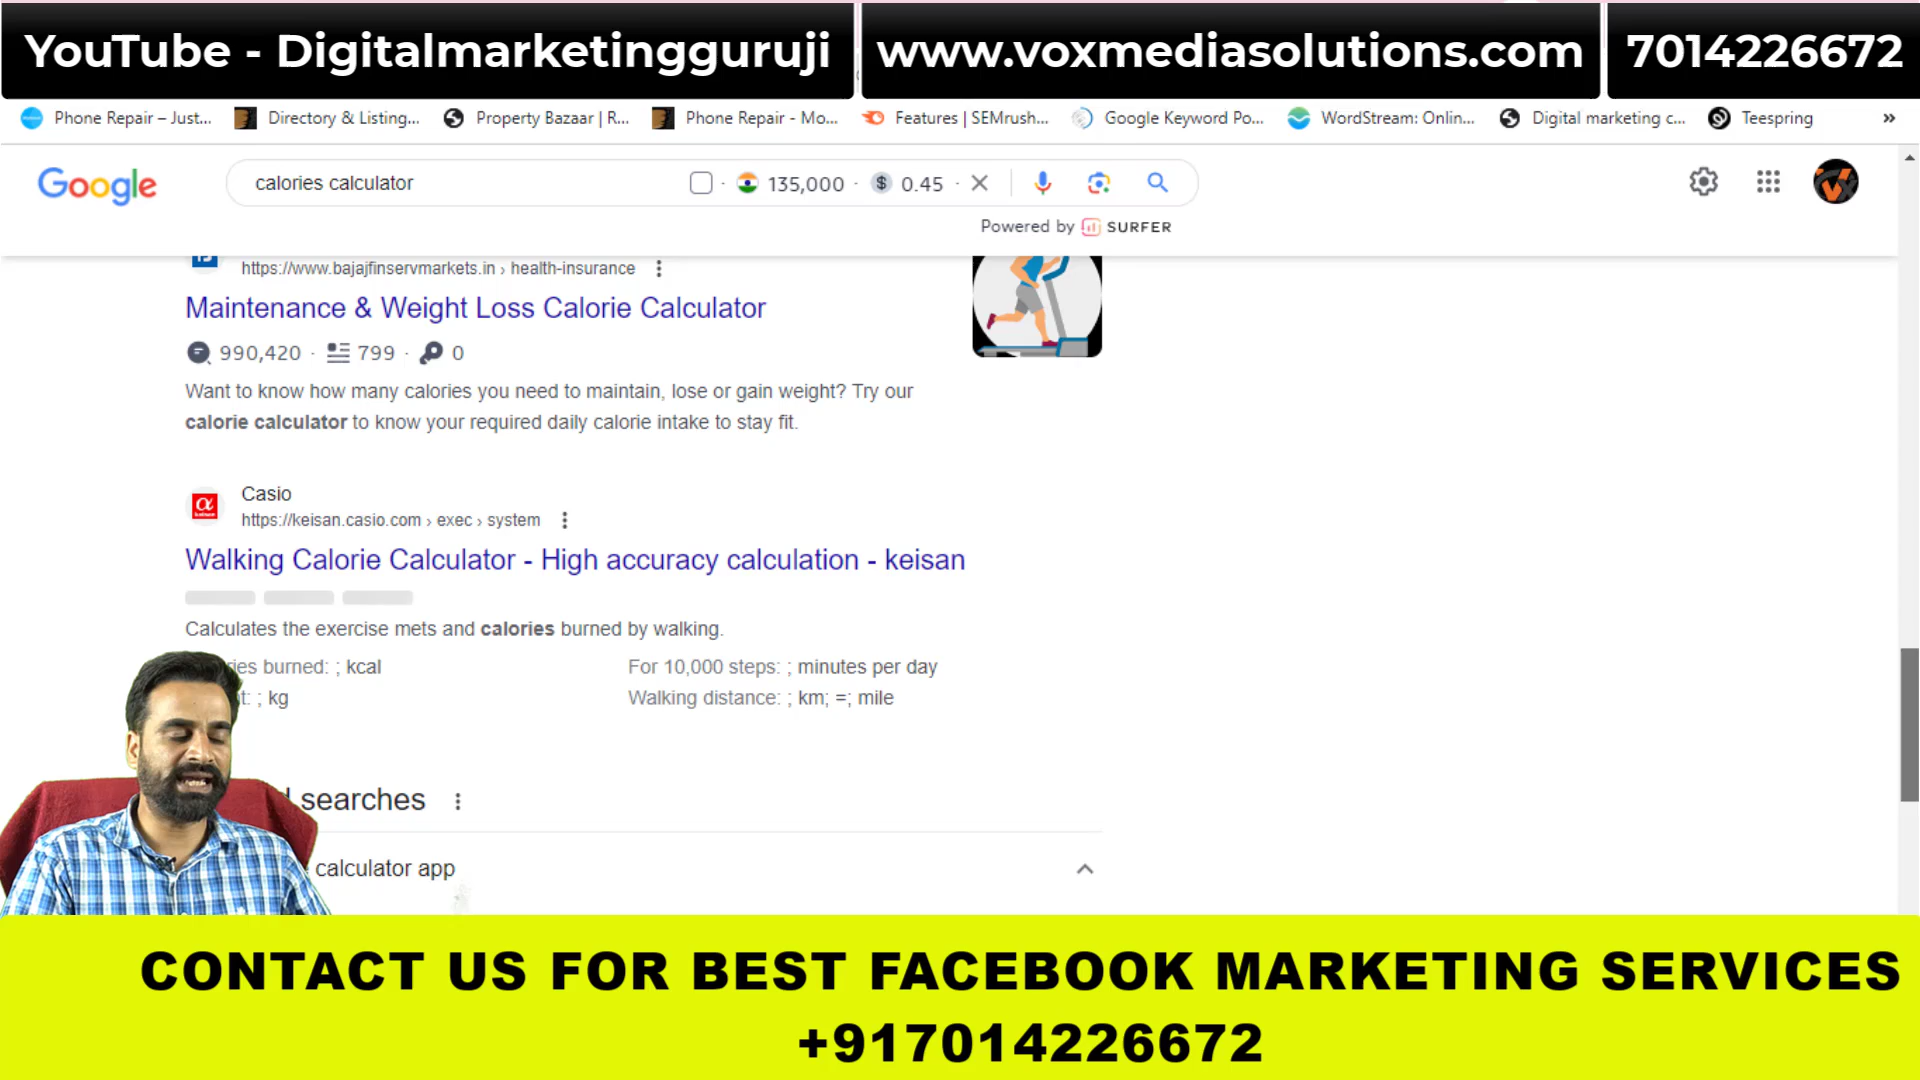 YouTube - Digitalmarketingguruji
www.voxmediasolutions.com
7014226672
Phone Repair – Just... Directory & Listing... Property Bazaar | R... Phone Repair - Mo... Features | SEMrush... Google Keyword Po... WordStream: Onlin... Digital marketing c... Teespring »
Google calories calculator · 135,000 · $ 0.45 ·
Powered by SURFER
https://www.bajajfinservmarkets.in › health-insurance
Maintenance & Weight Loss Calorie Calculator
990,420 · 799 · 0
Want to know how many calories you need to maintain, lose or gain weight? Try our
calorie calculator to know your required daily calorie intake to stay fit.
Casio
https://keisan.casio.com › exec › system
Walking Calorie Calculator - High accuracy calculation - keisan
Calculates the exercise mets and calories burned by walking.
burned: ; kcal For 10,000 steps: ; minutes per day
; kg Walking distance: ; km; =; mile
searches
calculator app
CONTACT US FOR BEST FACEBOOK MARKETING SERVICES
+917014226672